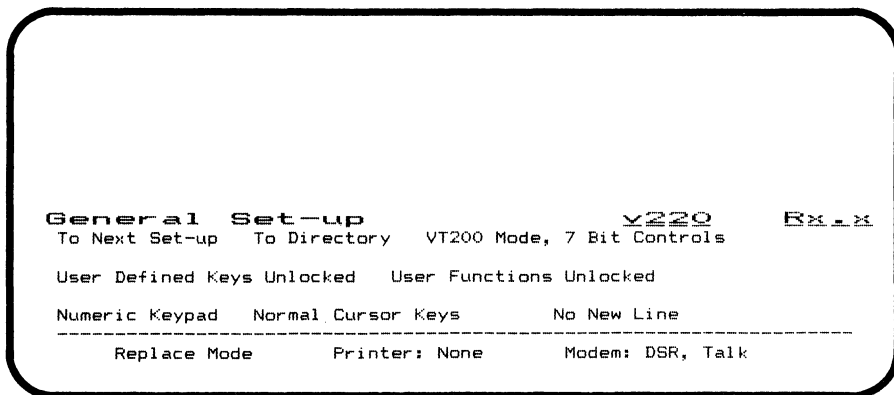 General Set-up v220 Rx.x
To Next Set-up To Directory VT200 Mode, 7 Bit Controls
User Defined Keys Unlocked User Functions Unlocked
Numeric Keypad Normal Cursor Keys No New Line
Replace Mode Printer: None Modem: DSR, Talk